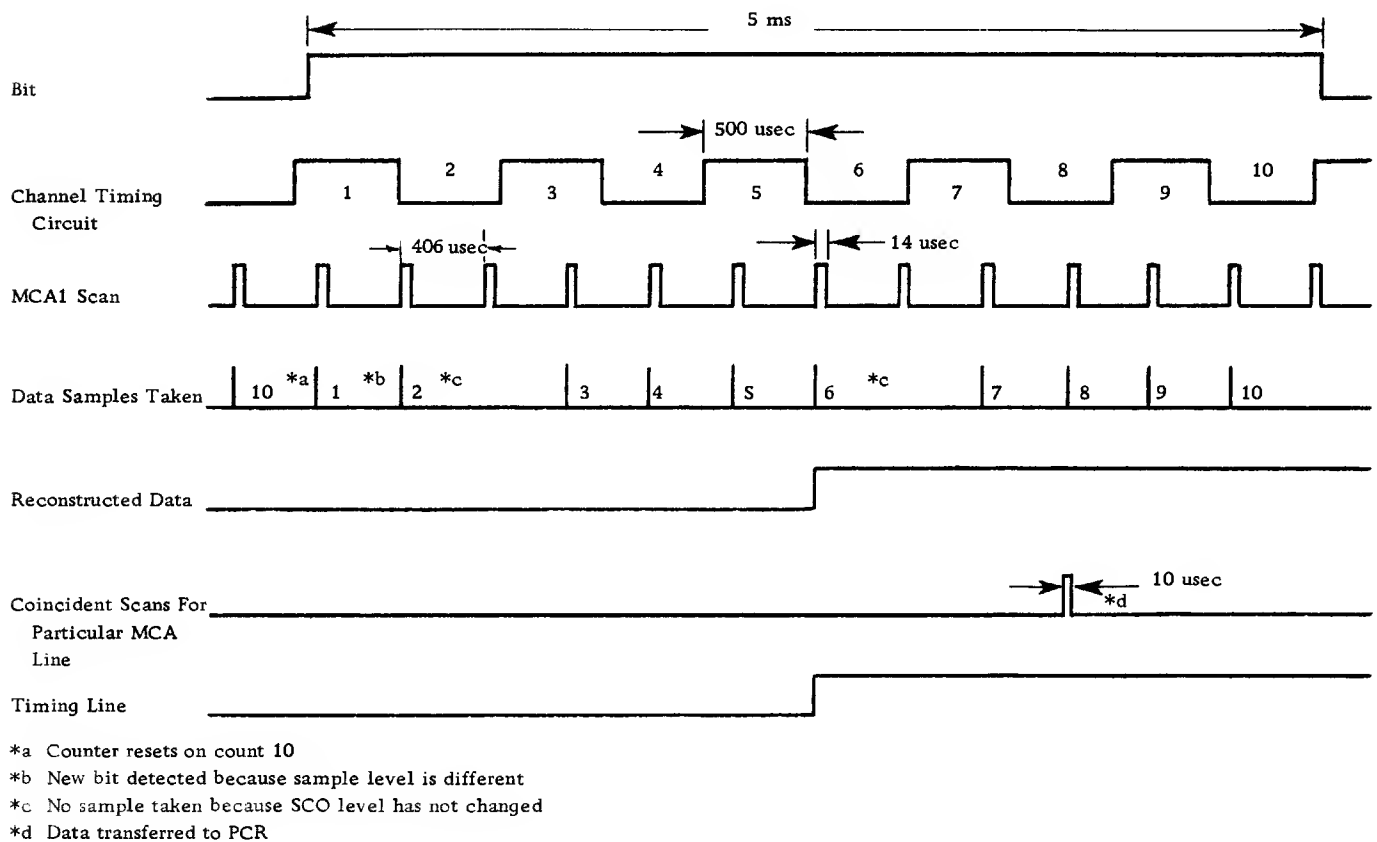 5 ms
Bit
500 usec
Channel Timing
Circuit
1 2 3 4 5 6 7 8 9 10
406 usec
14 usec
MCA1 Scan
Data Samples Taken
10 *a 1 *b 2 *c 3 4 5 6 *c 7 8 9 10
Reconstructed Data
10 usec
*d
Coincident Scans For
Particular MCA
Line
Timing Line
*a Counter resets on count 10
*b New bit detected because sample level is different
*c No sample taken because SCO level has not changed
*d Data transferred to PCR